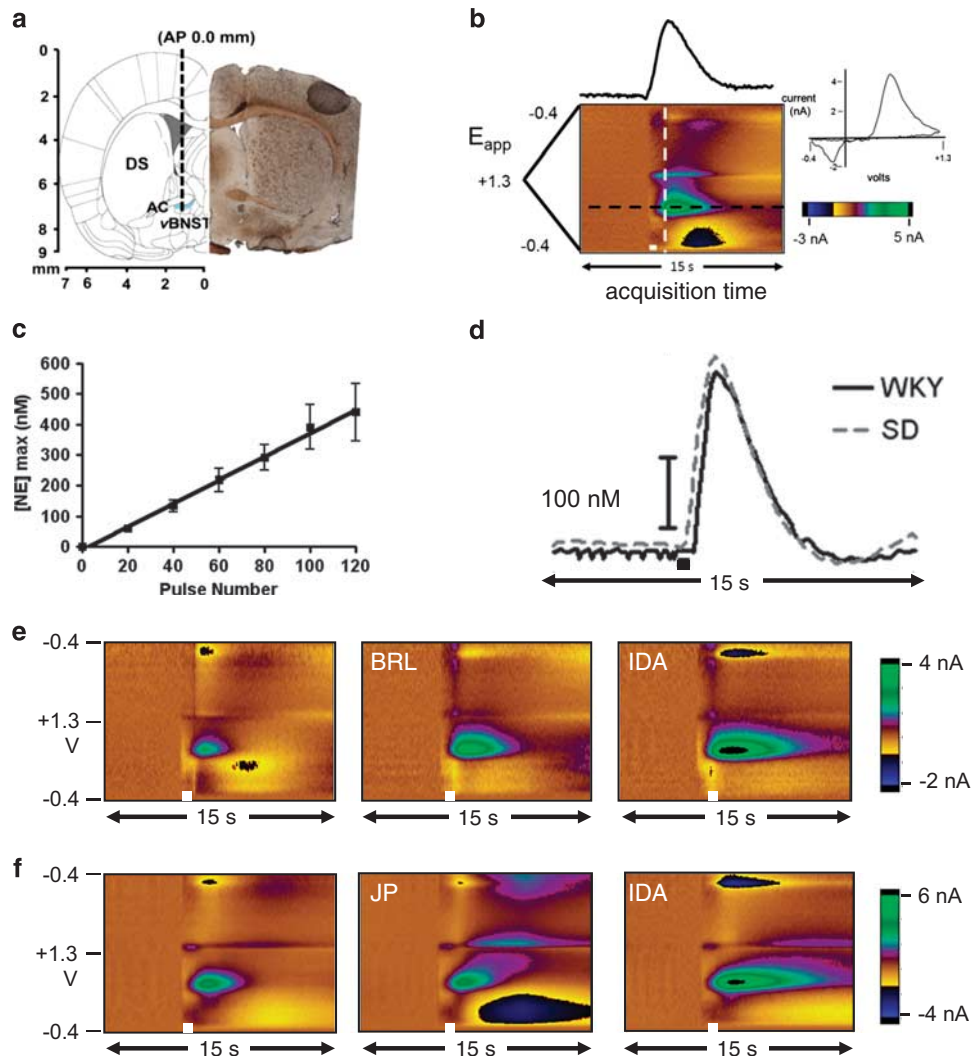 a
(AP 0.0 mm)
0
2
4
6
8
9
mm
7 6 4 2 0
DS
AC
vBNST
b
-0.4
Eapp
+1.3
-0.4
15 s
acquisition time
current
(nA)
4
2
-2
-0.4
+1.3
volts
-3 nA
5 nA
c
[NE] max (nM)
600
500
400
300
200
100
0
0 20 40 60 80 100 120
Pulse Number
d
WKY
SD
100 nM
15 s
e
-0.4
+1.3
V
-0.4
BRL
IDA
15 s
15 s
15 s
4 nA
-2 nA
f
-0.4
+1.3
V
-0.4
JP
IDA
15 s
15 s
15 s
6 nA
-4 nA